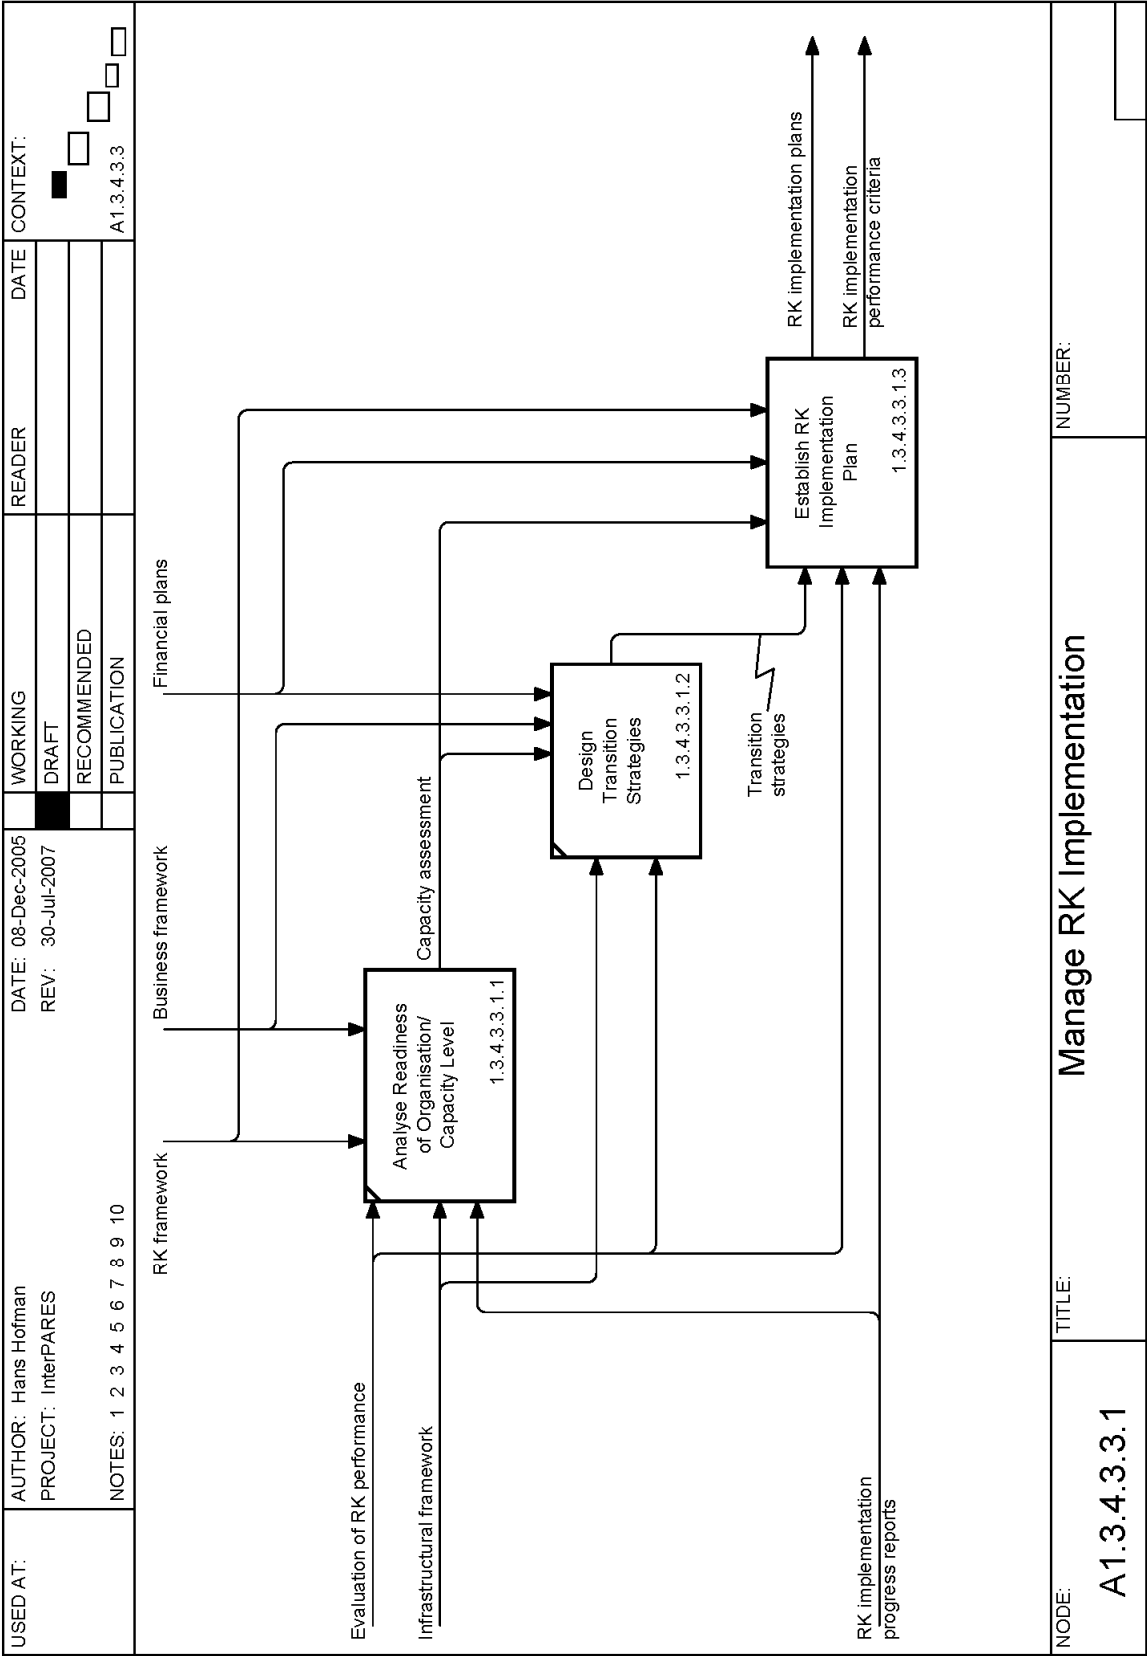 USED AT:
AUTHOR: Hans Hofman
PROJECT: InterPARES
NOTES: 1 2 3 4 5 6 7 8 9 10
DATE: 08-Dec-2005
REV: 30-Jul-2007
WORKING
DRAFT
RECOMMENDED
PUBLICATION
READER
DATE
CONTEXT:
A1.3.4.3.3
RK framework
Business framework
Financial plans
Evaluation of RK performance
Infrastructural framework
RK implementation
progress reports
Analyse Readiness
of Organisation/
Capacity Level
1.3.4.3.3.1.1
Capacity assessment
Design
Transition
Strategies
1.3.4.3.3.1.2
Transition
strategies
Establish RK
Implementation
Plan
1.3.4.3.3.1.3
RK implementation plans
RK implementation
performance criteria
NODE:
A1.3.4.3.3.1
TITLE:
Manage RK Implementation
NUMBER: